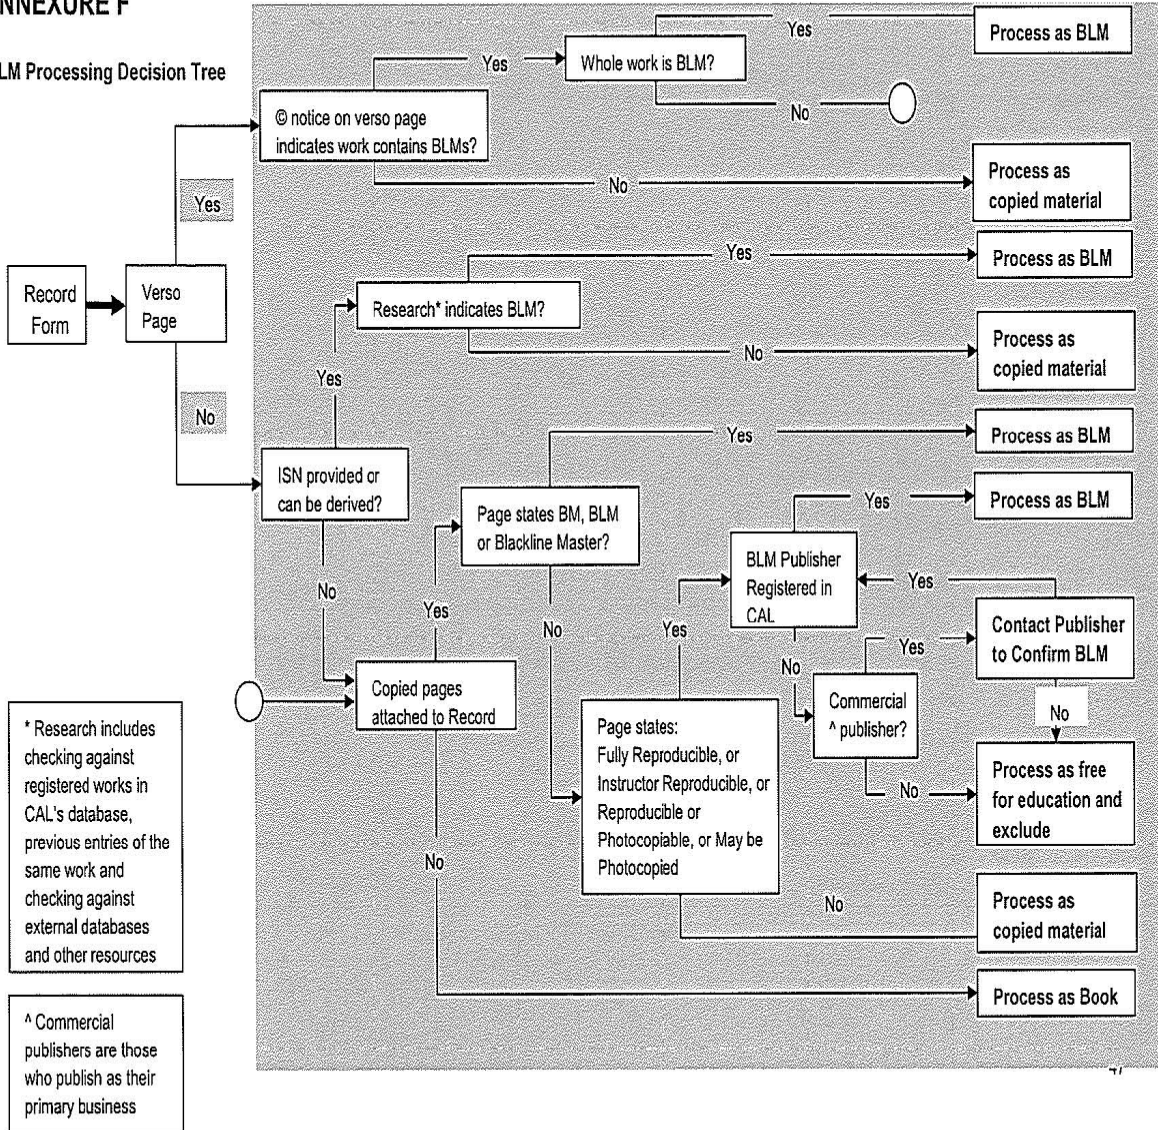 NNEXURE F
LM Processing Decision Tree
Yes
Process as BLM
Yes
Whole work is BLM?
No
© notice on verso page
indicates work contains BLMs?
No
Process as
copied material
Yes
Record
Form
Verso
Page
Yes
Process as BLM
Research* indicates BLM?
No
Process as
copied material
Yes
No
Yes
Process as BLM
ISN provided or
can be derived?
Page states BM, BLM
or Blackline Master?
Yes
Process as BLM
BLM Publisher
Registered in
CAL
Yes
No
Yes
No
Yes
Contact Publisher
to Confirm BLM
No
Yes
Commercial
^ publisher?
No
No
Copied pages
attached to Record
Page states:
Fully Reproducible, or
Instructor Reproducible, or
Reproducible or
Photocopiable, or May be
Photocopied
Process as free
for education and
exclude
No
No
Process as
copied material
Process as Book
* Research includes
checking against
registered works in
CAL's database,
previous entries of the
same work and
checking against
external databases
and other resources
^ Commercial
publishers are those
who publish as their
primary business